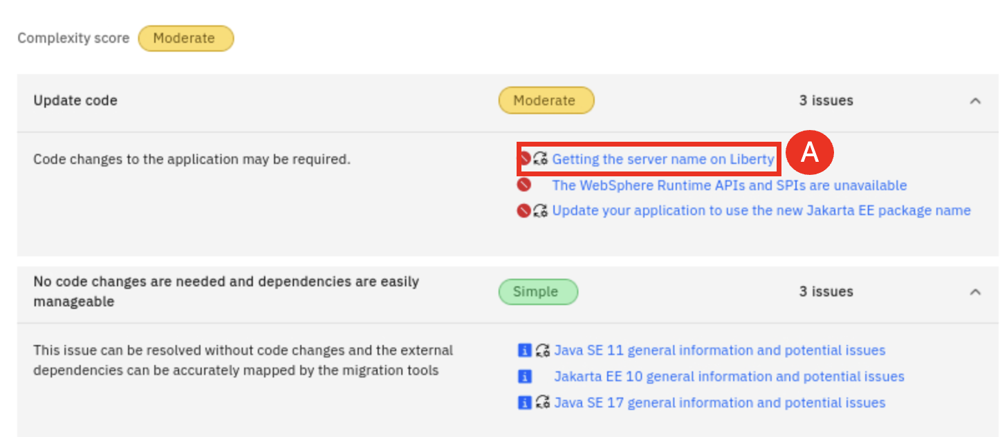 Complexity score Moderate
Update code Moderate 3 issues
Code changes to the application may be required.
Getting the server name on Liberty
A
The WebSphere Runtime APIs and SPIs are unavailable
Update your application to use the new Jakarta EE package name
No code changes are needed and dependencies are easily
manageable
Simple 3 issues
This issue can be resolved without code changes and the external
dependencies can be accurately mapped by the migration tools
Java SE 11 general information and potential issues
Jakarta EE 10 general information and potential issues
Java SE 17 general information and potential issues